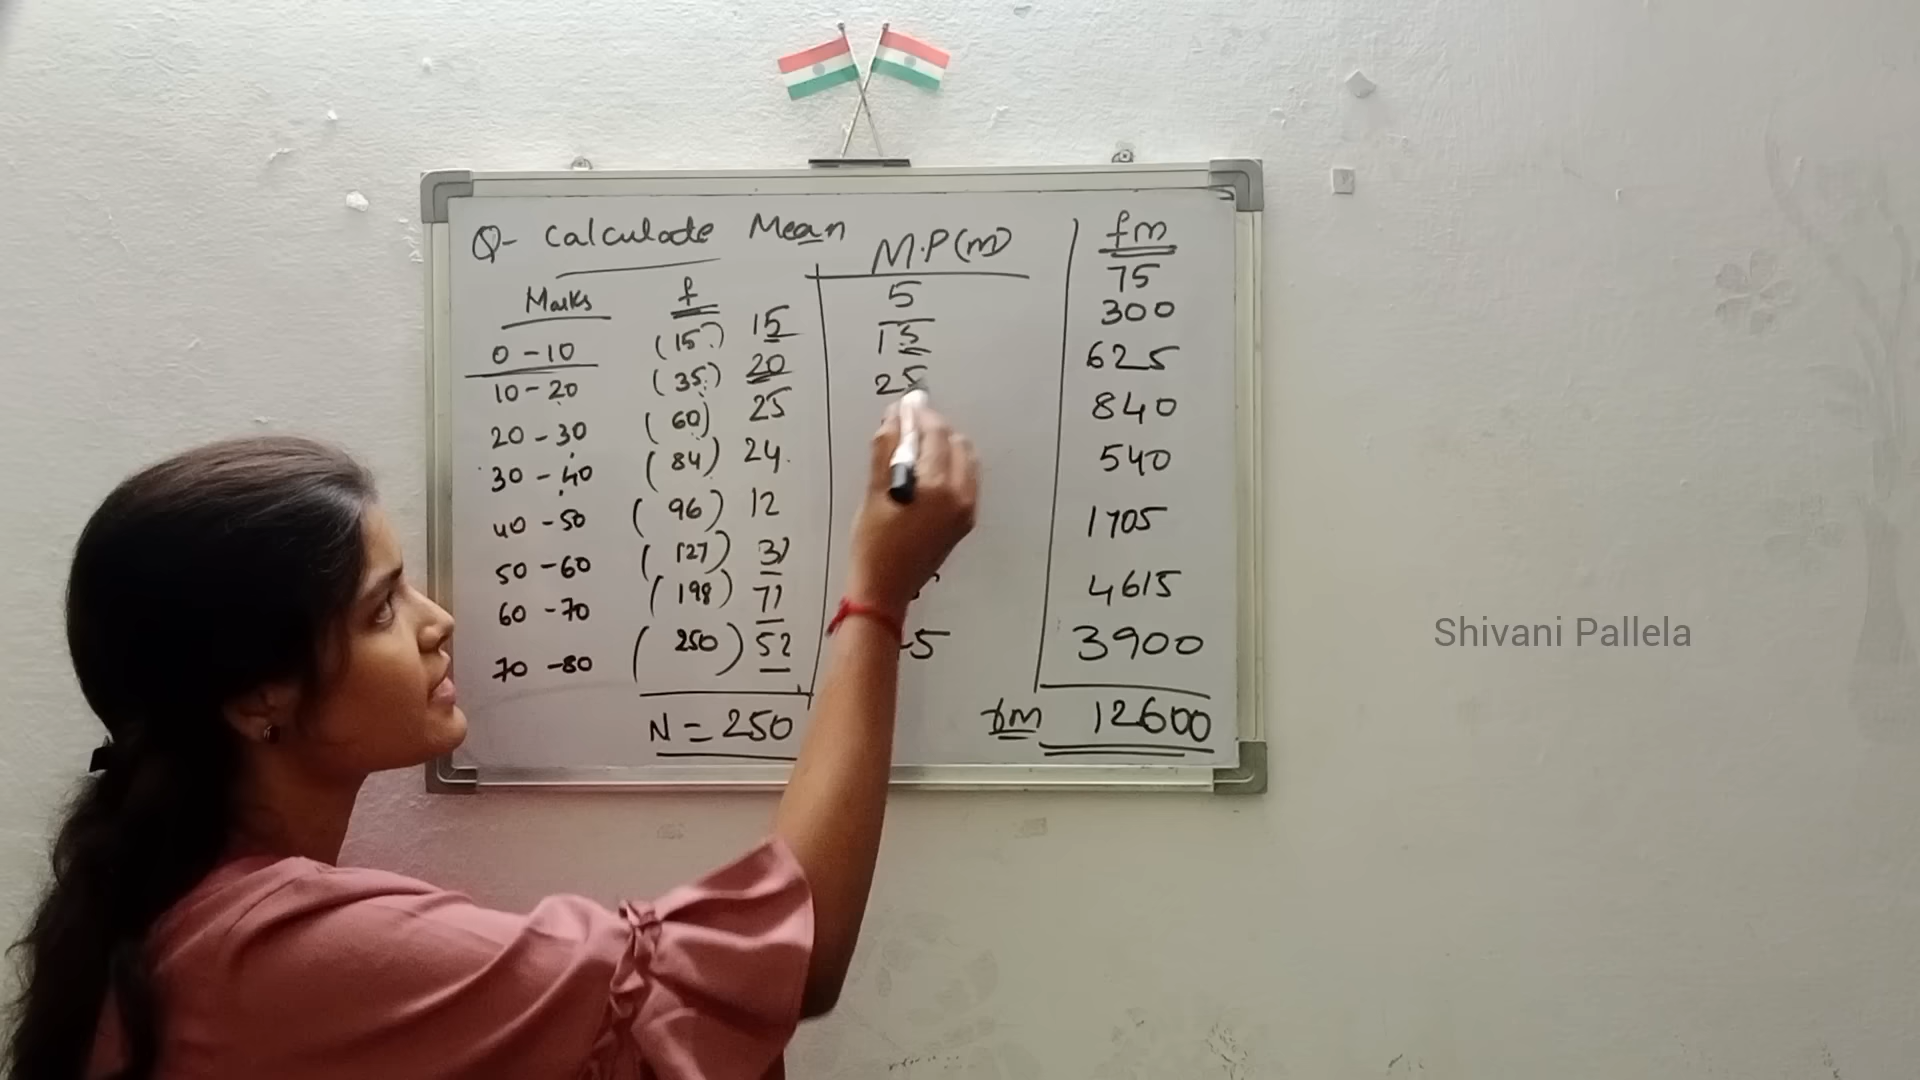 Q- Calculate Mean M.P(m) fm
Marks f 5 75
0-10 (15) 15 15 300
10-20 (35) 20 25 625
20-30 (60) 25 840
30-40 (84) 24 540
40-50 (96) 12 1705
50-60 (127) 31 4615
60-70 (198) 71
70-80 (250) 52 5 3900
N = 250 fm 12600
Shivani Pallela